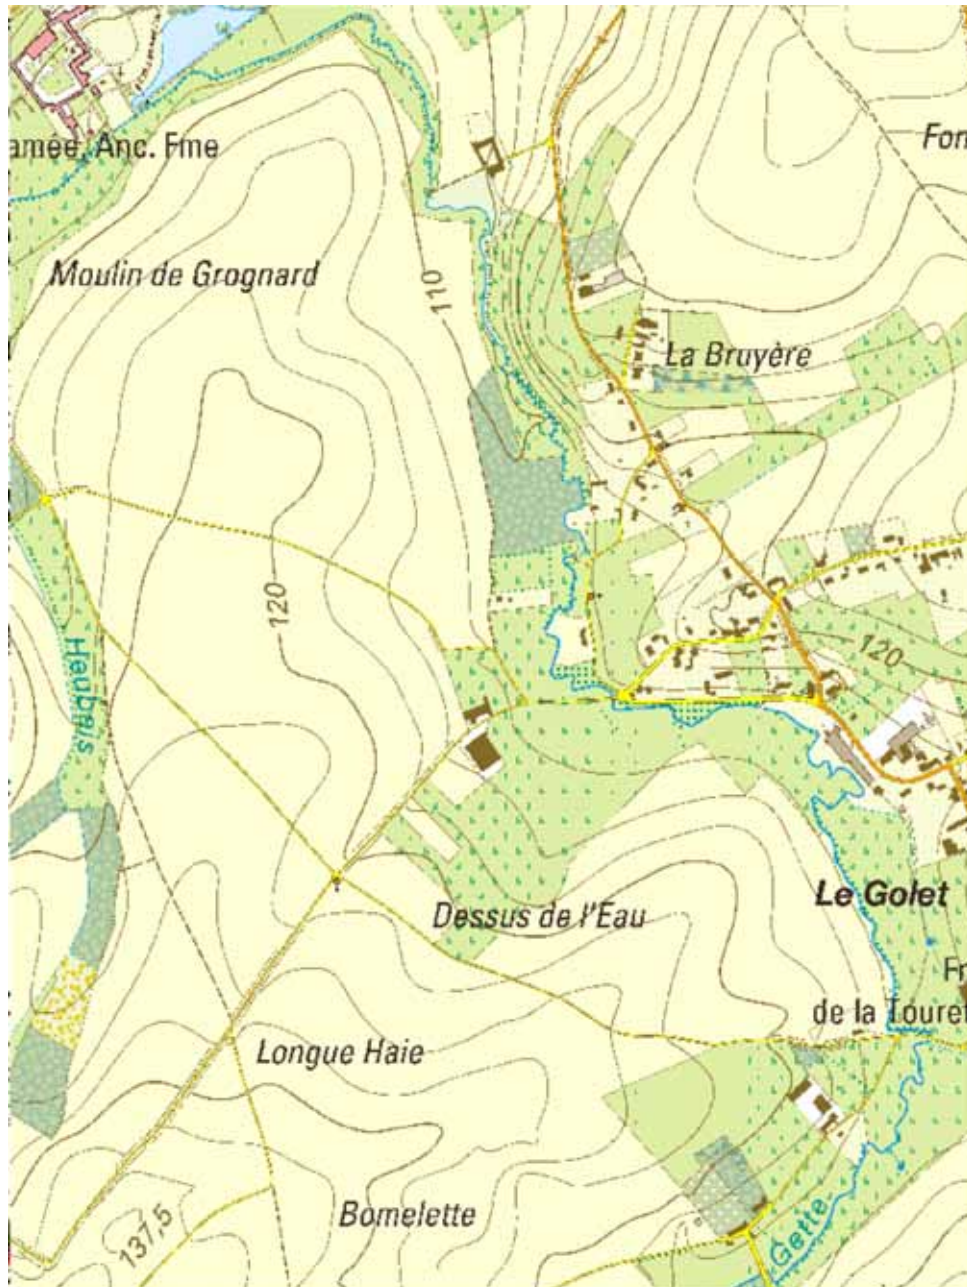 amée, Anc. Fme
Fon
Moulin de Grognard
110
La Bruyère
120
120
Heubais
Le Golet
Dessus de l'Eau
Fr
de la Touret
Longue Haie
Bomelette
137,5
Gette